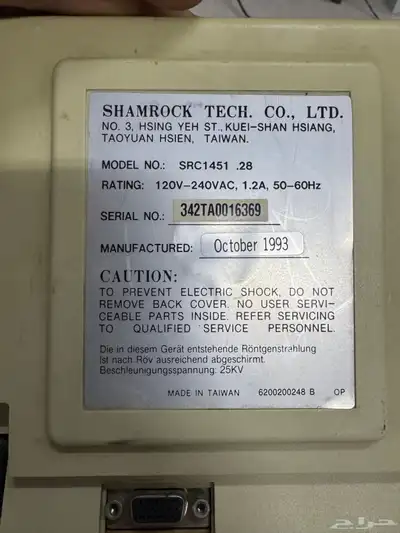 SHAMROCK TECH. CO., LTD.
NO. 3, HSING YEH ST., KUEI-SHAN HSIANG,
TAOYUAN HSIEN, TAIWAN.
MODEL NO.: SRC1451 .28
RATING: 120V-240VAC, 1.2A, 50-60Hz
SERIAL NO.: 342TA0016369
MANUFACTURED: October 1993
CAUTION:
TO PREVENT ELECTRIC SHOCK, DO NOT
REMOVE BACK COVER. NO USER SERVI-
CEABLE PARTS INSIDE. REFER SERVICING
TO QUALIFIED SERVICE PERSONNEL.
Die in diesem Gerät entstehende Röntgenstrahlung
ist nach Röv ausreichend abgeschirmt.
Beschleunigungsspannung: 25KV
MADE IN TAIWAN 6200200248 B OP
حراج